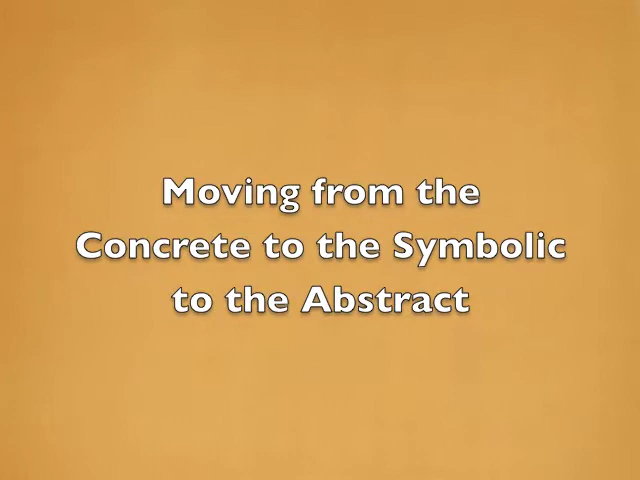 Moving from the
Concrete to the Symbolic
to the Abstract